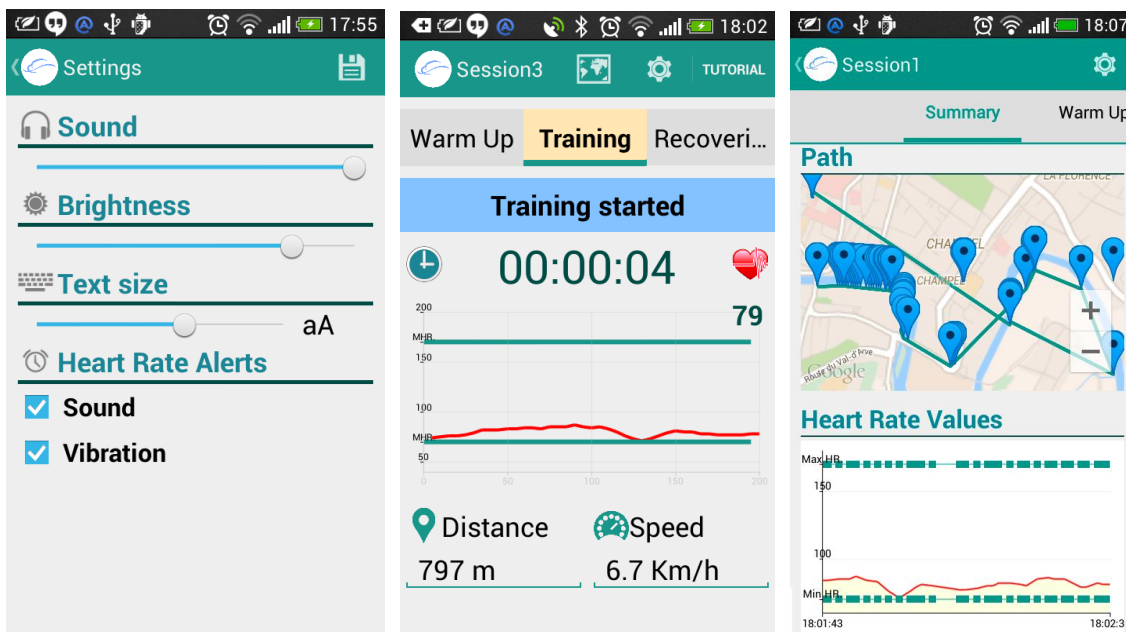 17:55
Settings
Sound
Brightness
Text size
aA
Heart Rate Alerts
Sound
Vibration
18:02
Session3
TUTORIAL
Warm Up Training Recoveri...
Training started
00:00:04
79
200
MHR
150
100
MHR
50
0 50 100 150 200
Distance Speed
797 m 6.7 Km/h
18:07
Session1
Summary Warm Up
Path
LA FLORENCE
CHAMPEL
CHAMPEL
Route du Val-d'Arve
Google
+
−
Heart Rate Values
Max HR
150
100
Min HR
18:01:43 18:02:3